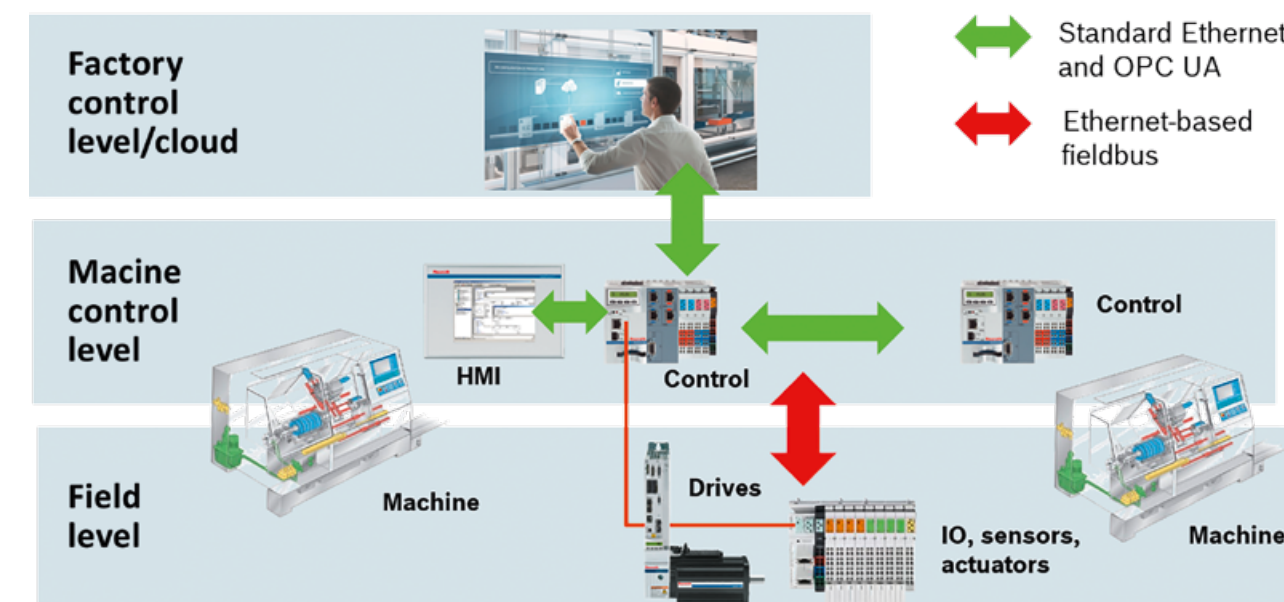 Factory
control
level/cloud
Standard Ethernet
and OPC UA
Ethernet-based
fieldbus
Macine
control
level
HMI
Control
Control
Field
level
Machine
Drives
IO, sensors,
actuators
Machine